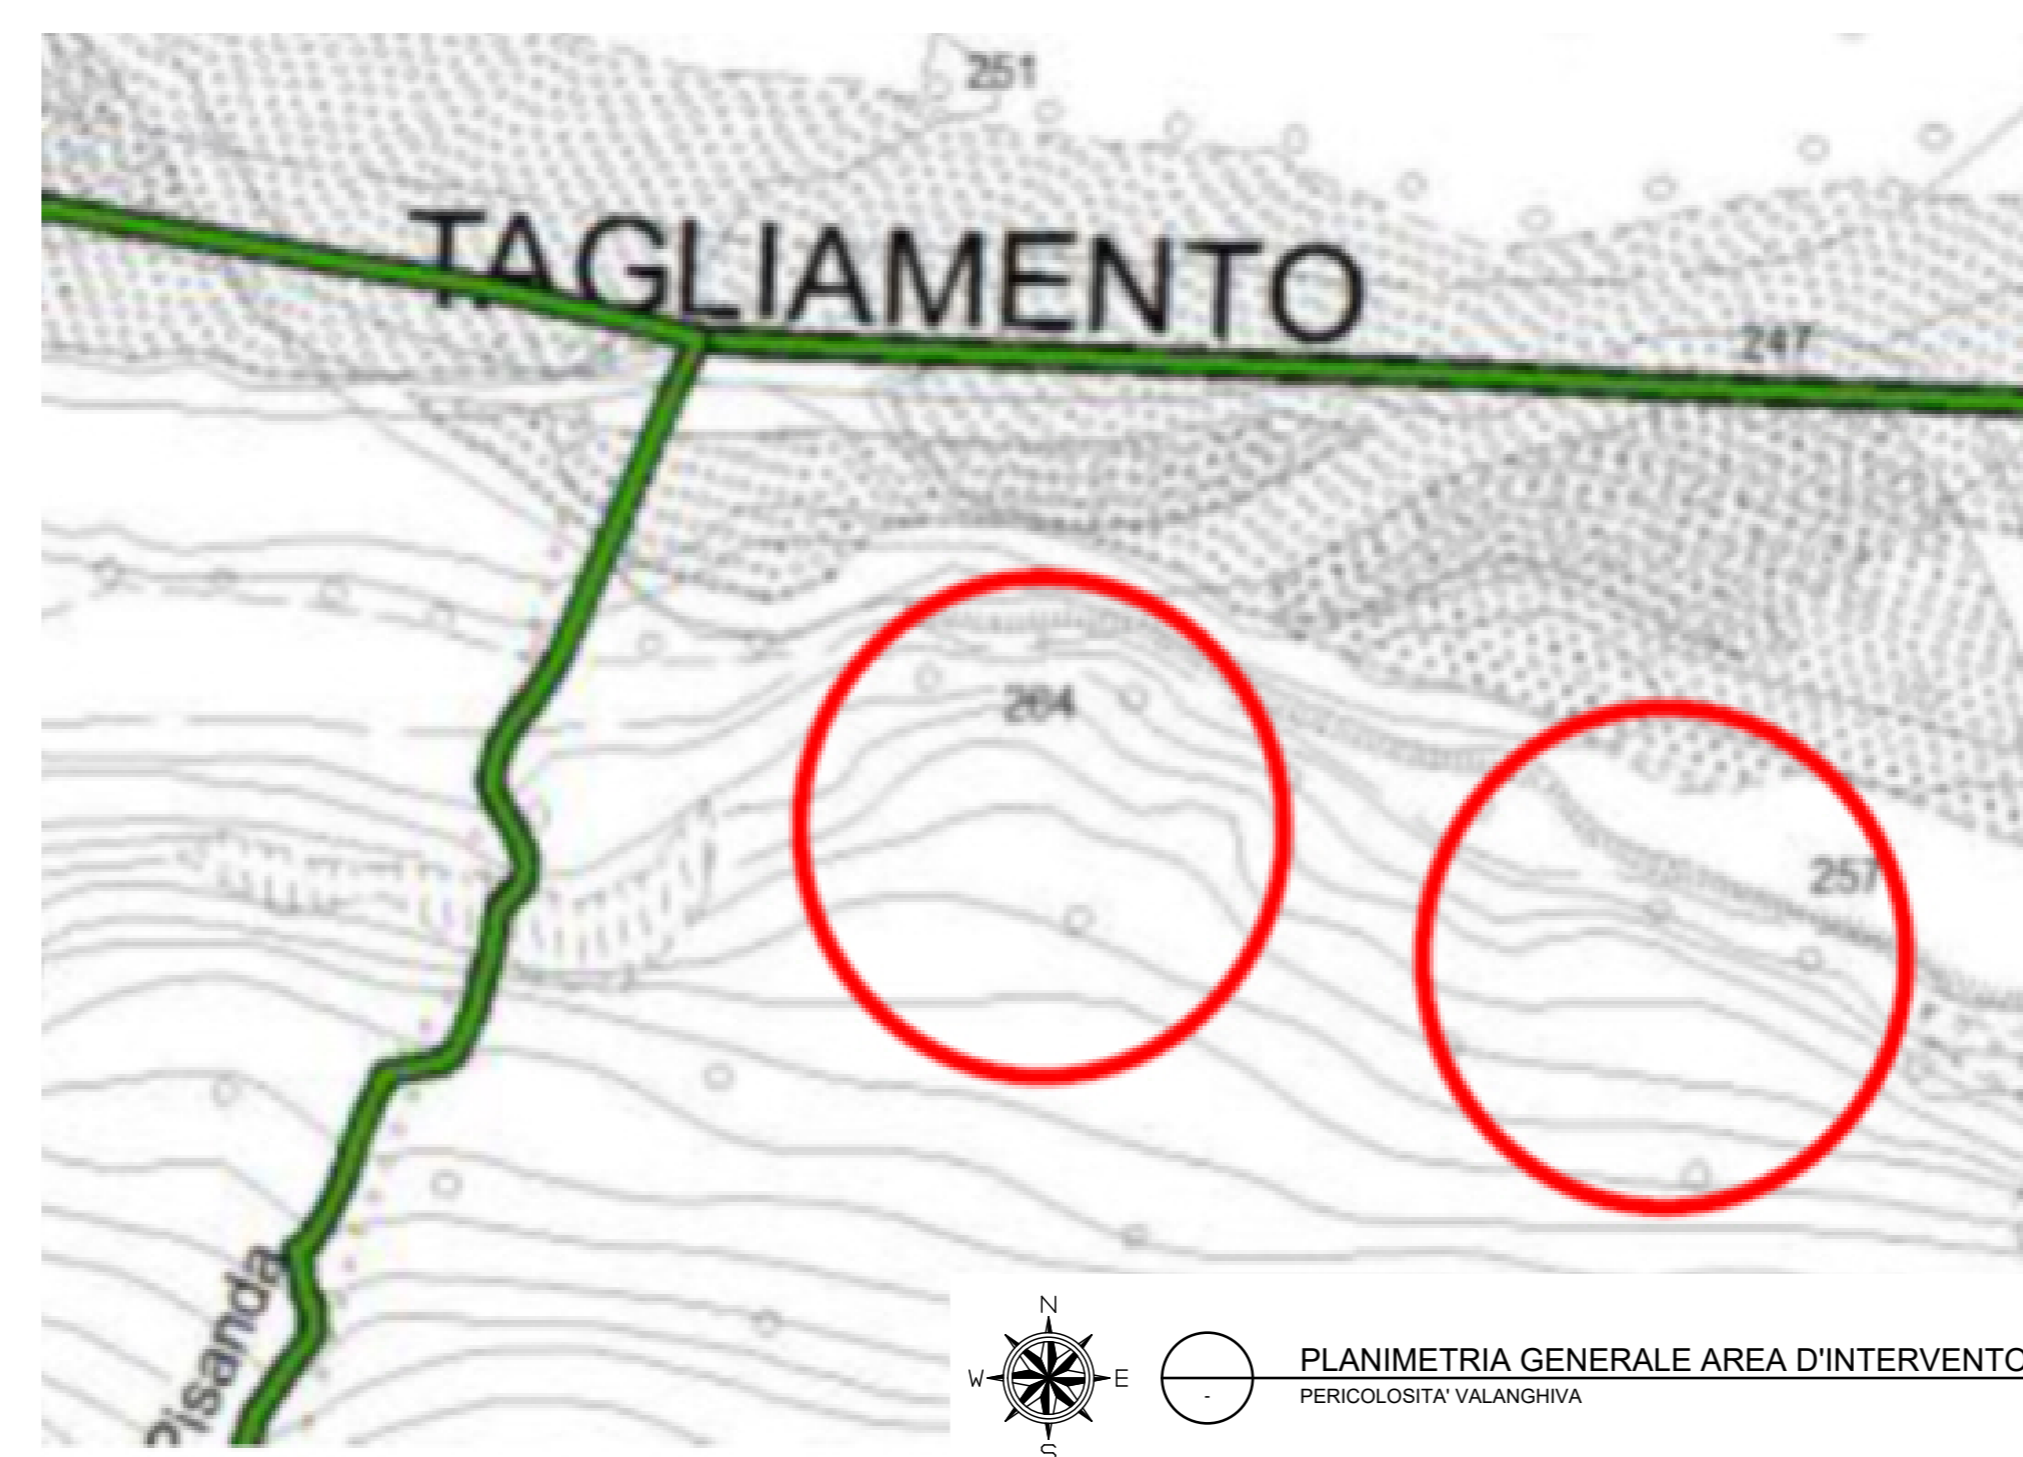 251
TAGLIAMENTO
247
264
257
Pisanda
N
W E
S
PLANIMETRIA GENERALE AREA D'INTERVENTO
-
PERICOLOSITA' VALANGHIVA